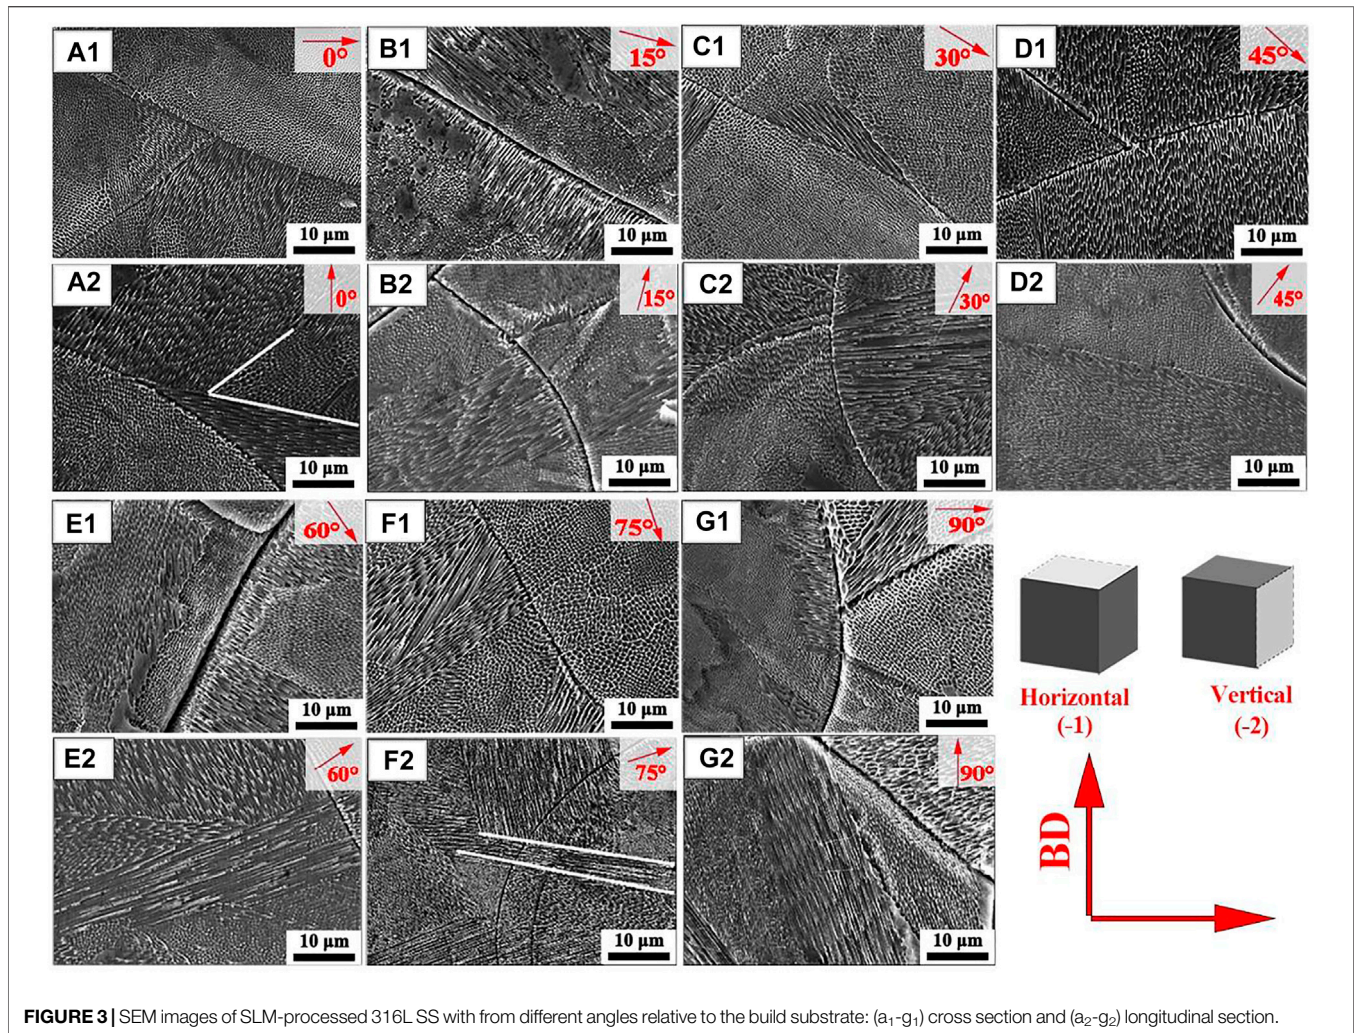 A1
0°
10 µm
B1
15°
10 µm
C1
30°
10 µm
D1
45°
10 µm
A2
0°
10 µm
B2
15°
10 µm
C2
30°
10 µm
D2
45°
10 µm
E1
60°
10 µm
F1
75°
10 µm
G1
90°
10 µm
Horizontal
(-1)
Vertical
(-2)
E2
60°
10 µm
F2
75°
10 µm
G2
90°
10 µm
BD
FIGURE 3 | SEM images of SLM-processed 316L SS with from different angles relative to the build substrate: (a₁-g₁) cross section and (a₂-g₂) longitudinal section.